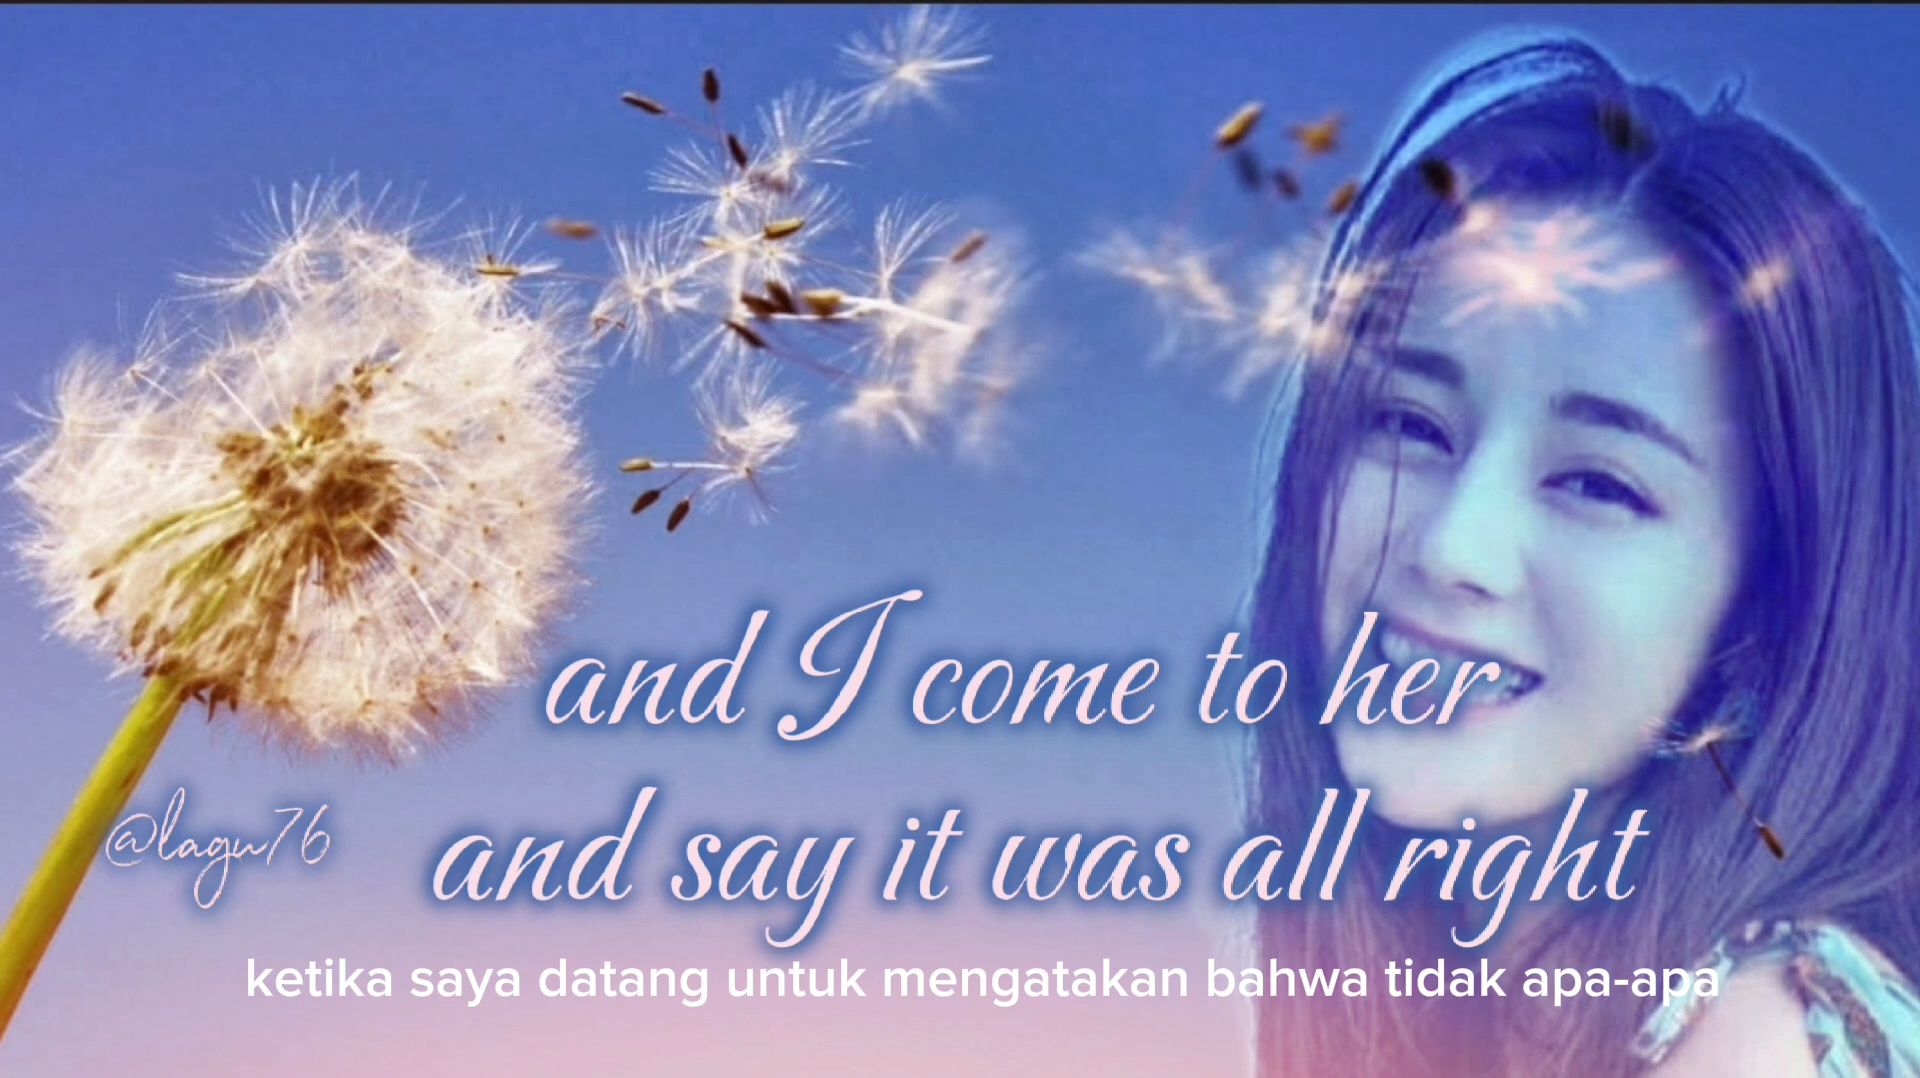 and I come to her
@lagu76
and say it was all right
ketika saya datang untuk mengatakan bahwa tidak apa-apa